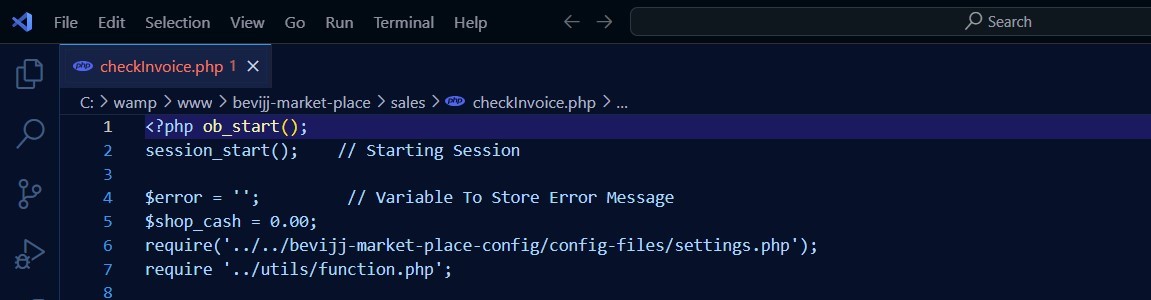 File Edit Selection View Go Run Terminal Help Search
php checkInvoice.php 1
C: > wamp > www > bevijj-market-place > sales > php checkInvoice.php > ...
1 <?php ob_start();
2 session_start();    // Starting Session
3
4 $error = '';         // Variable To Store Error Message
5 $shop_cash = 0.00;
6 require('../../bevijj-market-place-config/config-files/settings.php');
7 require '../utils/function.php';
8